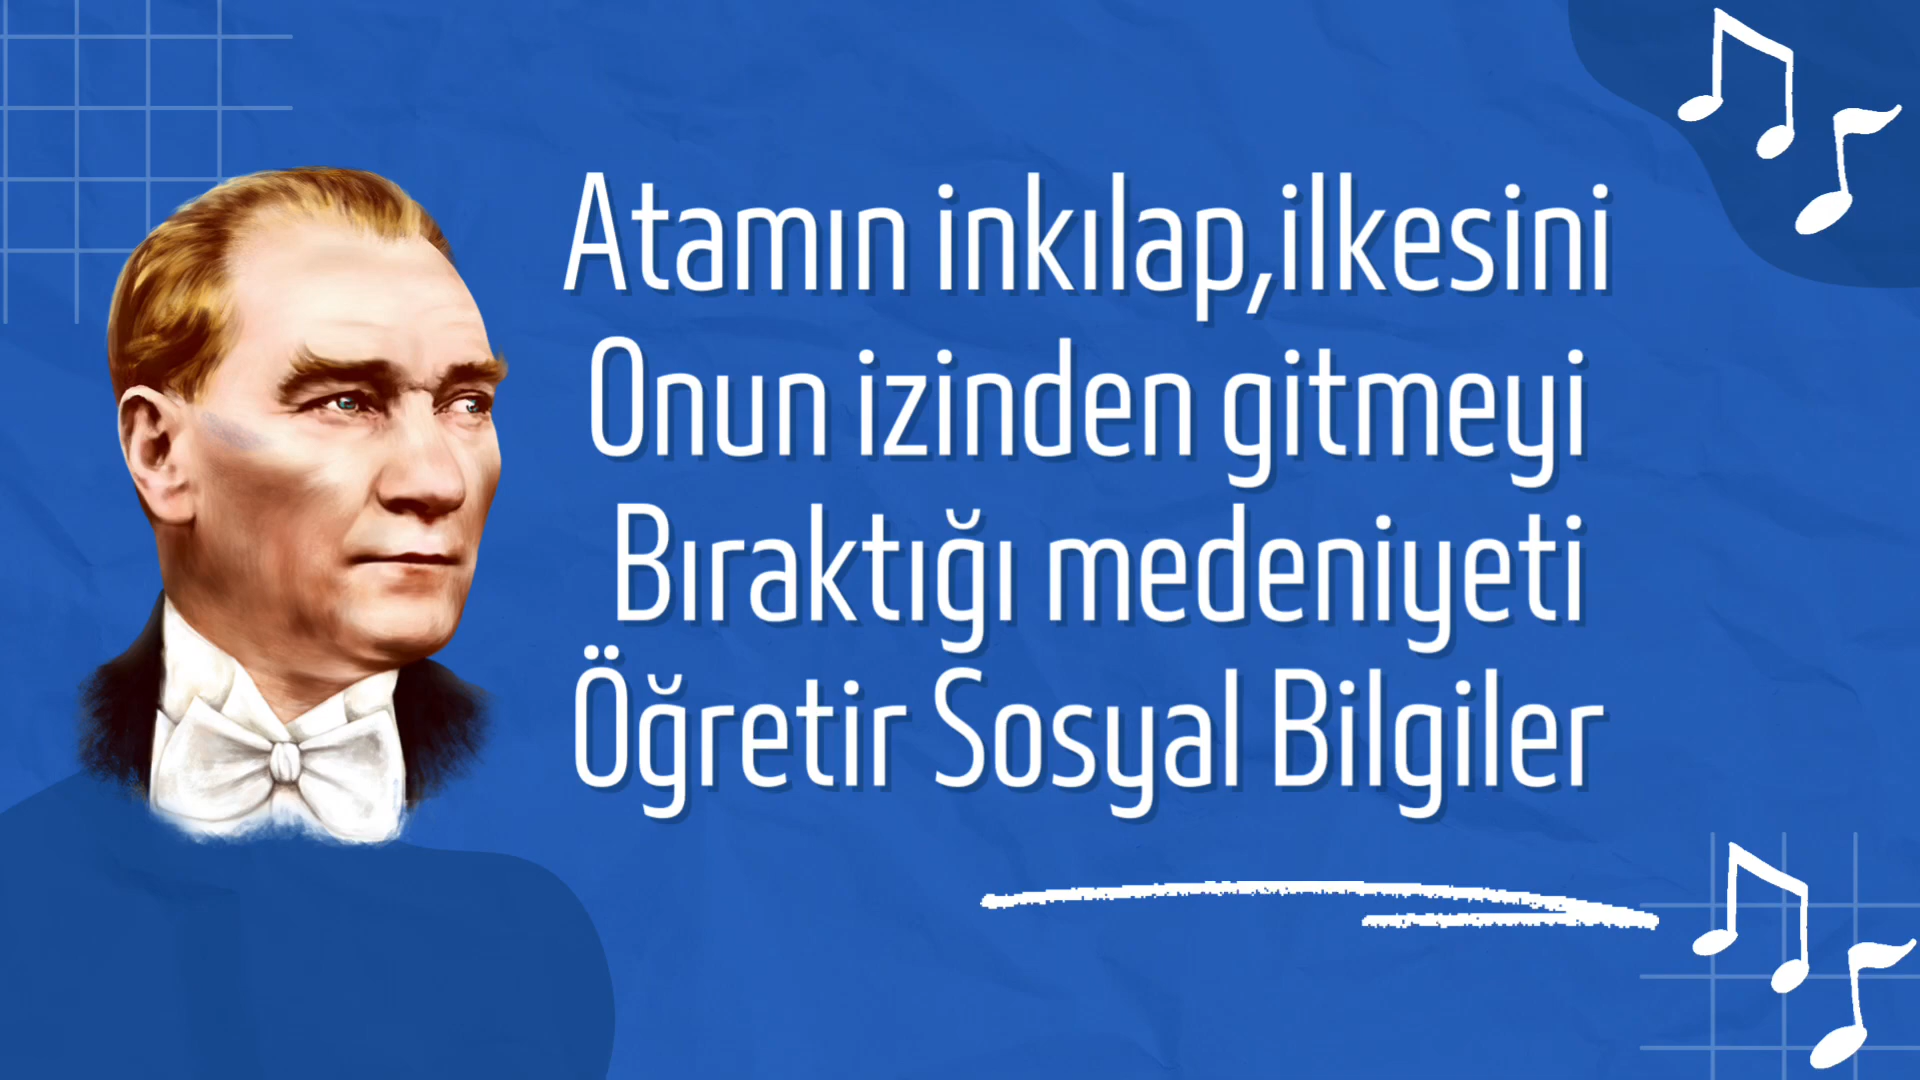 Atamın inkılap,ilkesini
Onun izinden gitmeyi
Bıraktığı medeniyeti
Öğretir Sosyal Bilgiler